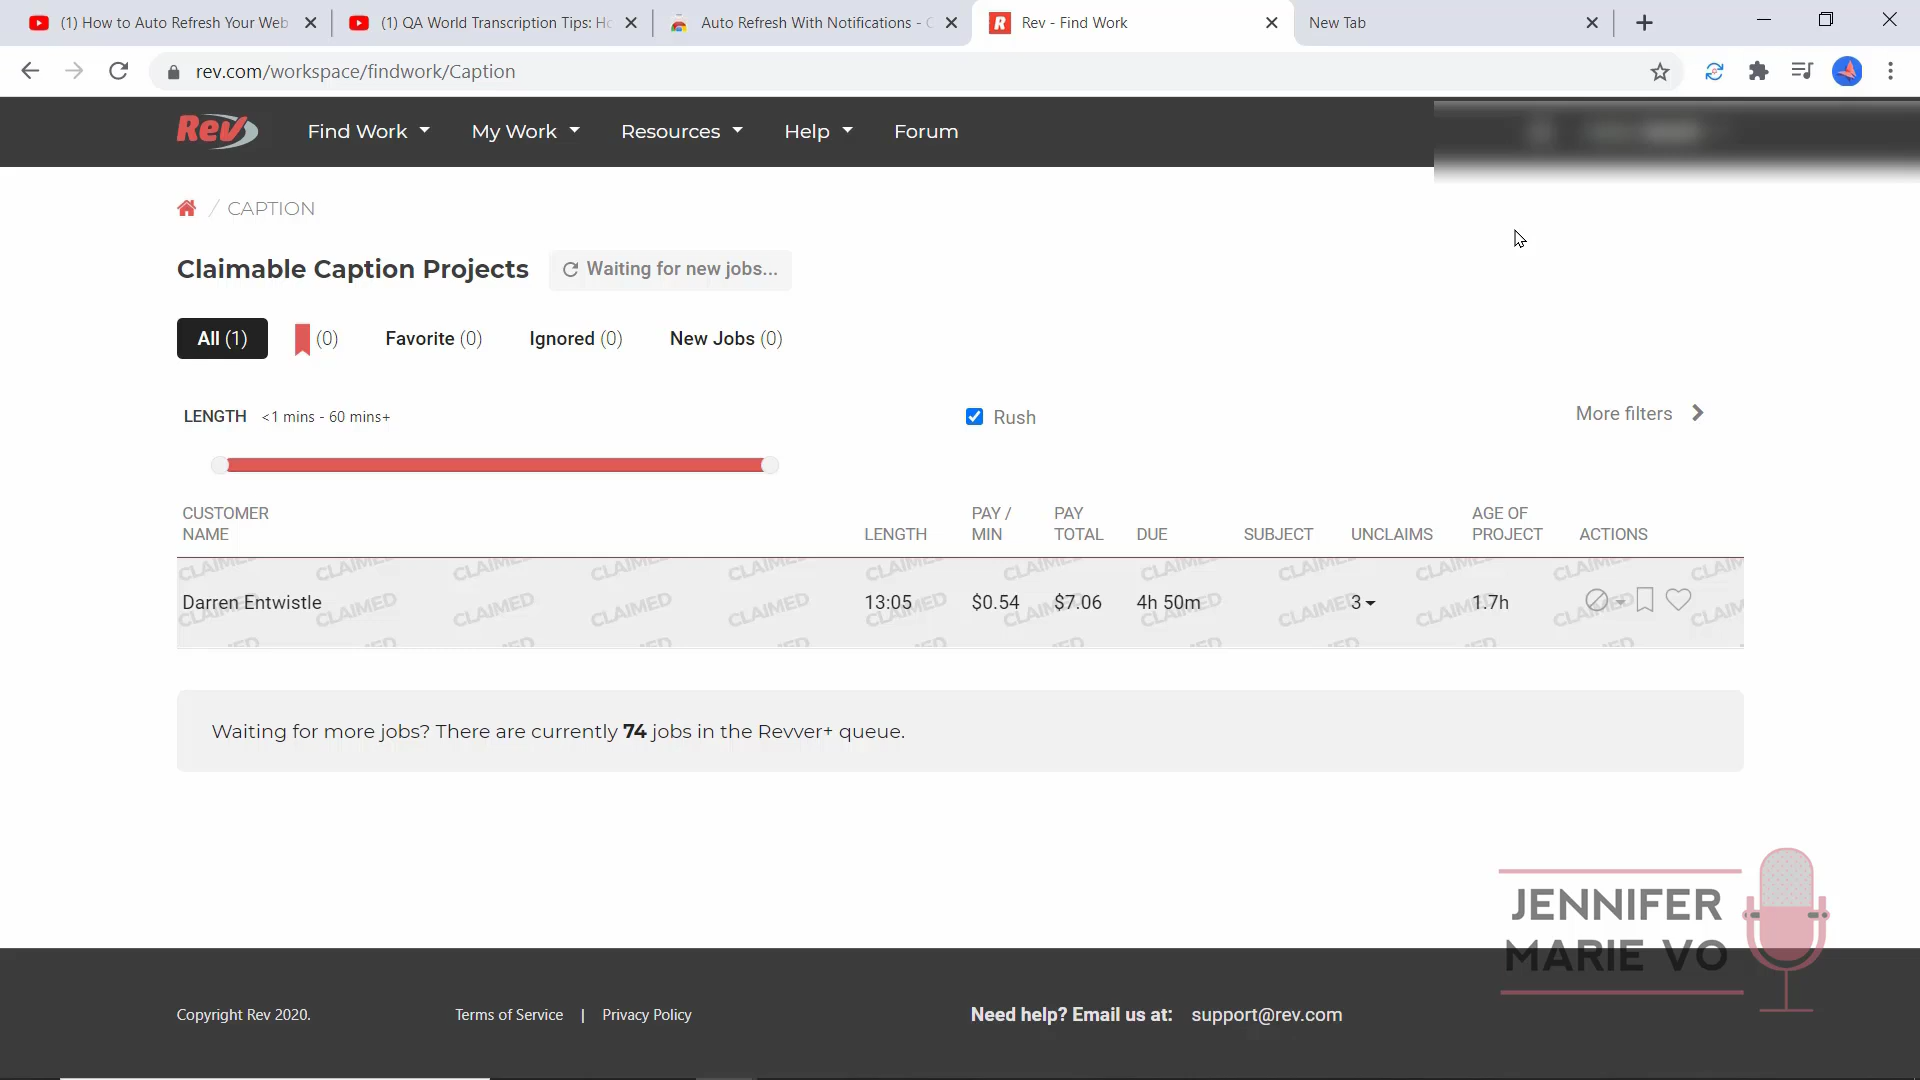 (1) How to Auto Refresh Your Web
(1) QA World Transcription Tips: Ho
Auto Refresh With Notifications - C
Rev - Find Work
New Tab
rev.com/workspace/findwork/Caption
Rev
Find Work
My Work
Resources
Help
Forum
/ CAPTION
Claimable Caption Projects
Waiting for new jobs...
All (1)
(0)
Favorite (0)
Ignored (0)
New Jobs (0)
LENGTH <1 mins - 60 mins+
Rush
More filters
CUSTOMER NAME
LENGTH
PAY / MIN
PAY TOTAL
DUE
SUBJECT
UNCLAIMS
AGE OF PROJECT
ACTIONS
CLAIMED
Darren Entwistle
13:05
$0.54
$7.06
4h 50m
3
1.7h
Waiting for more jobs? There are currently 74 jobs in the Revver+ queue.
JENNIFER
MARIE VO
Copyright Rev 2020.
Terms of Service | Privacy Policy
Need help? Email us at: support@rev.com